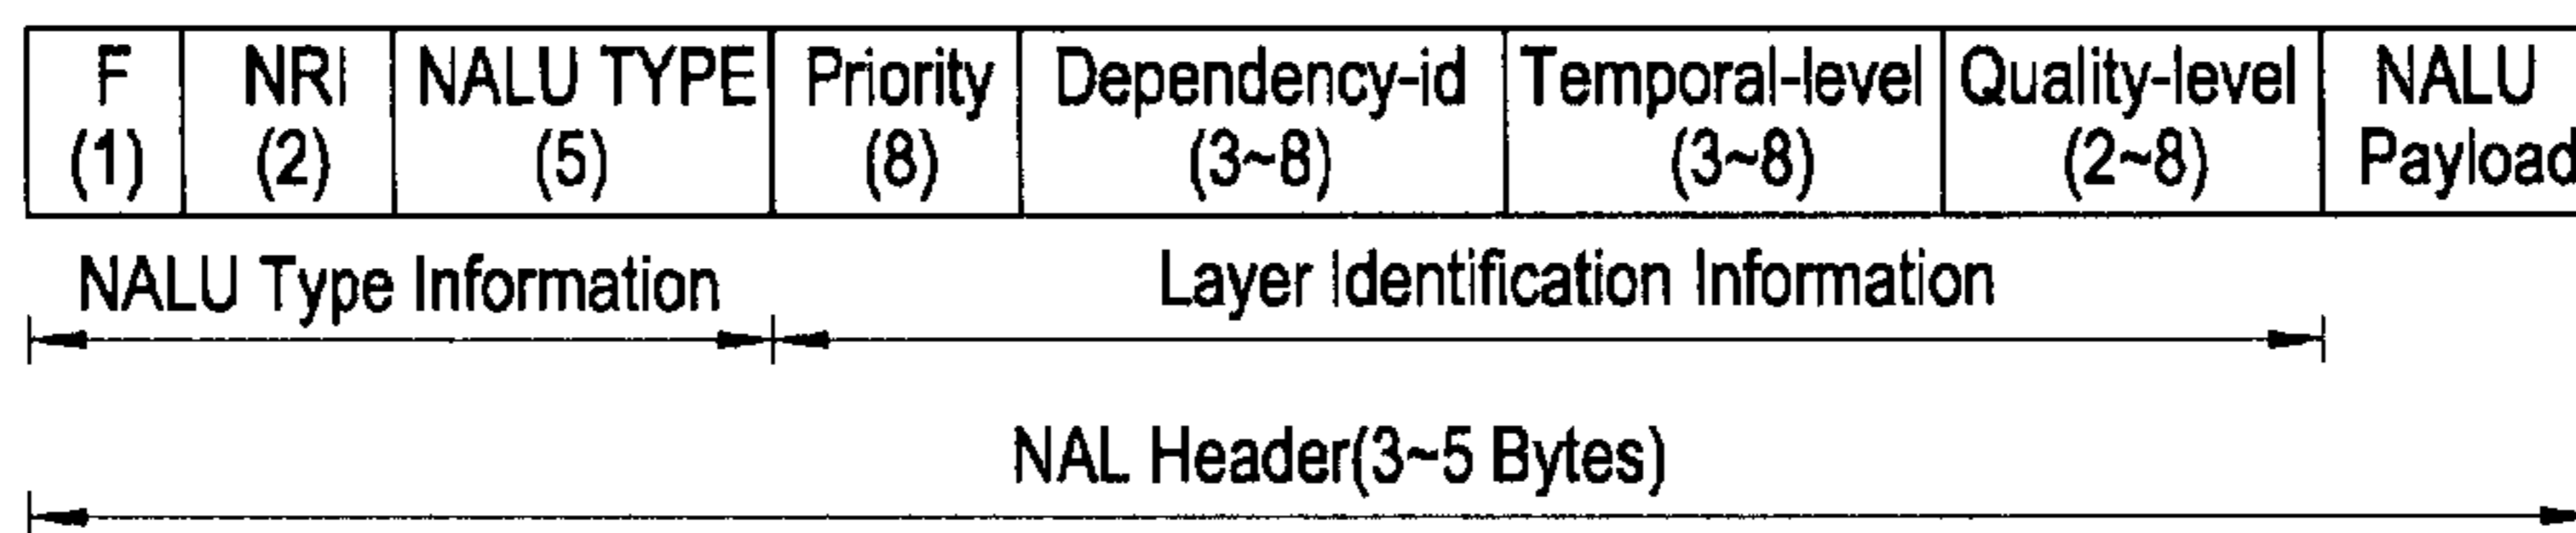 F NRI NALU TYPE Priority Dependency-id Temporal-level Quality-level NALU
(1) (2) (5) (8) (3~8) (3~8) (2~8) Payload
NALU Type Information Layer Identification Information
NAL Header(3~5 Bytes)